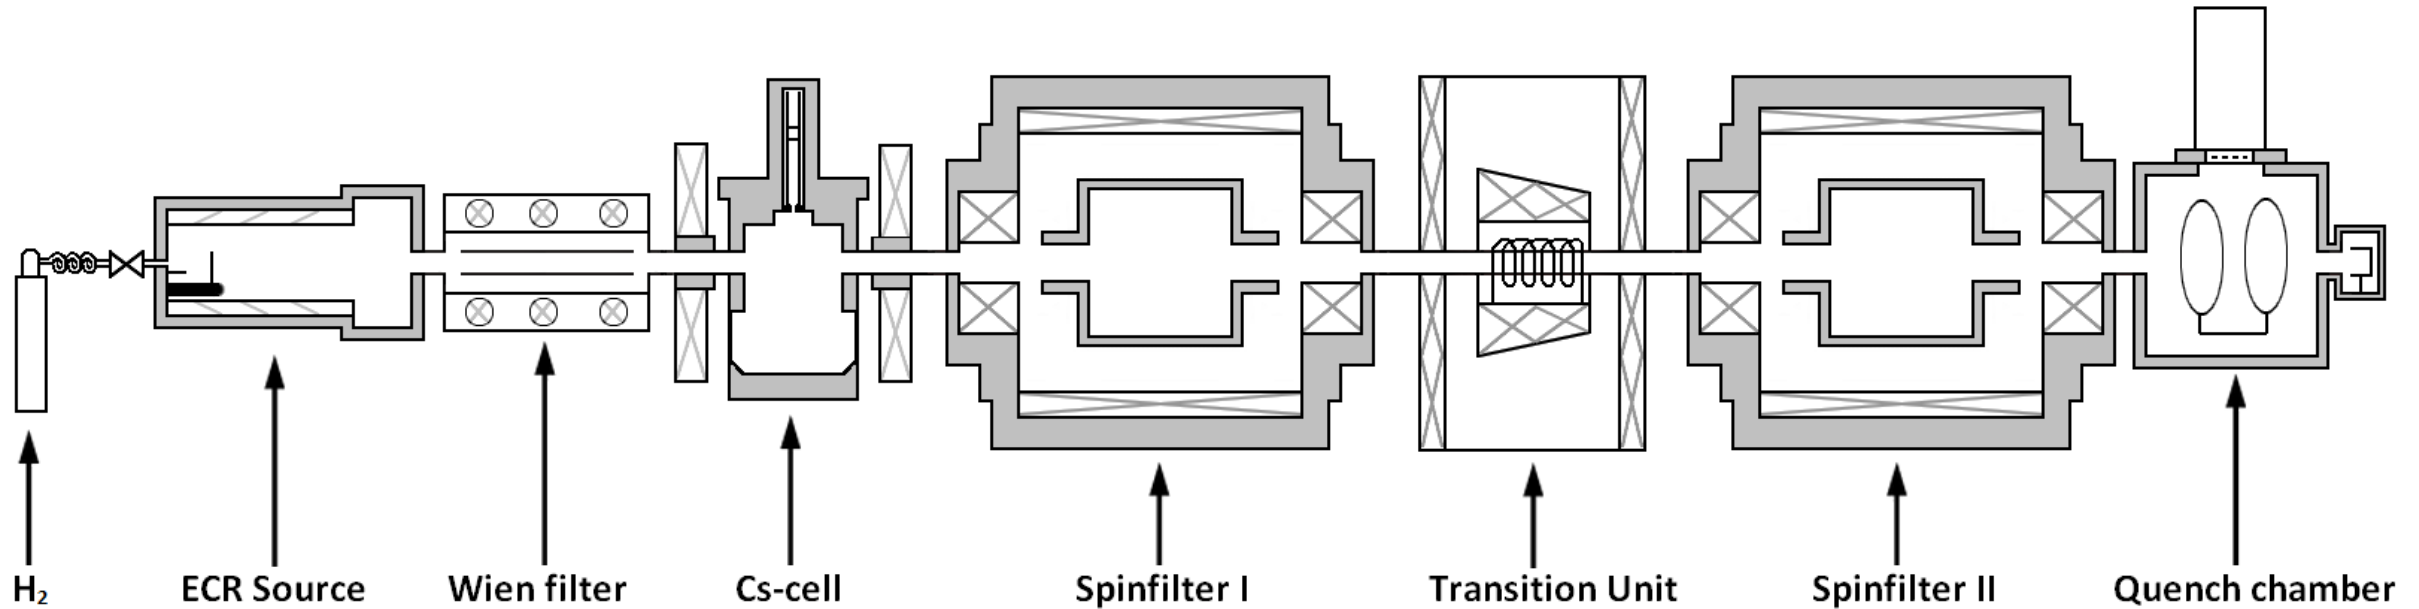 H₂
ECR Source
Wien filter
Cs-cell
Spinfilter I
Transition Unit
Spinfilter II
Quench chamber